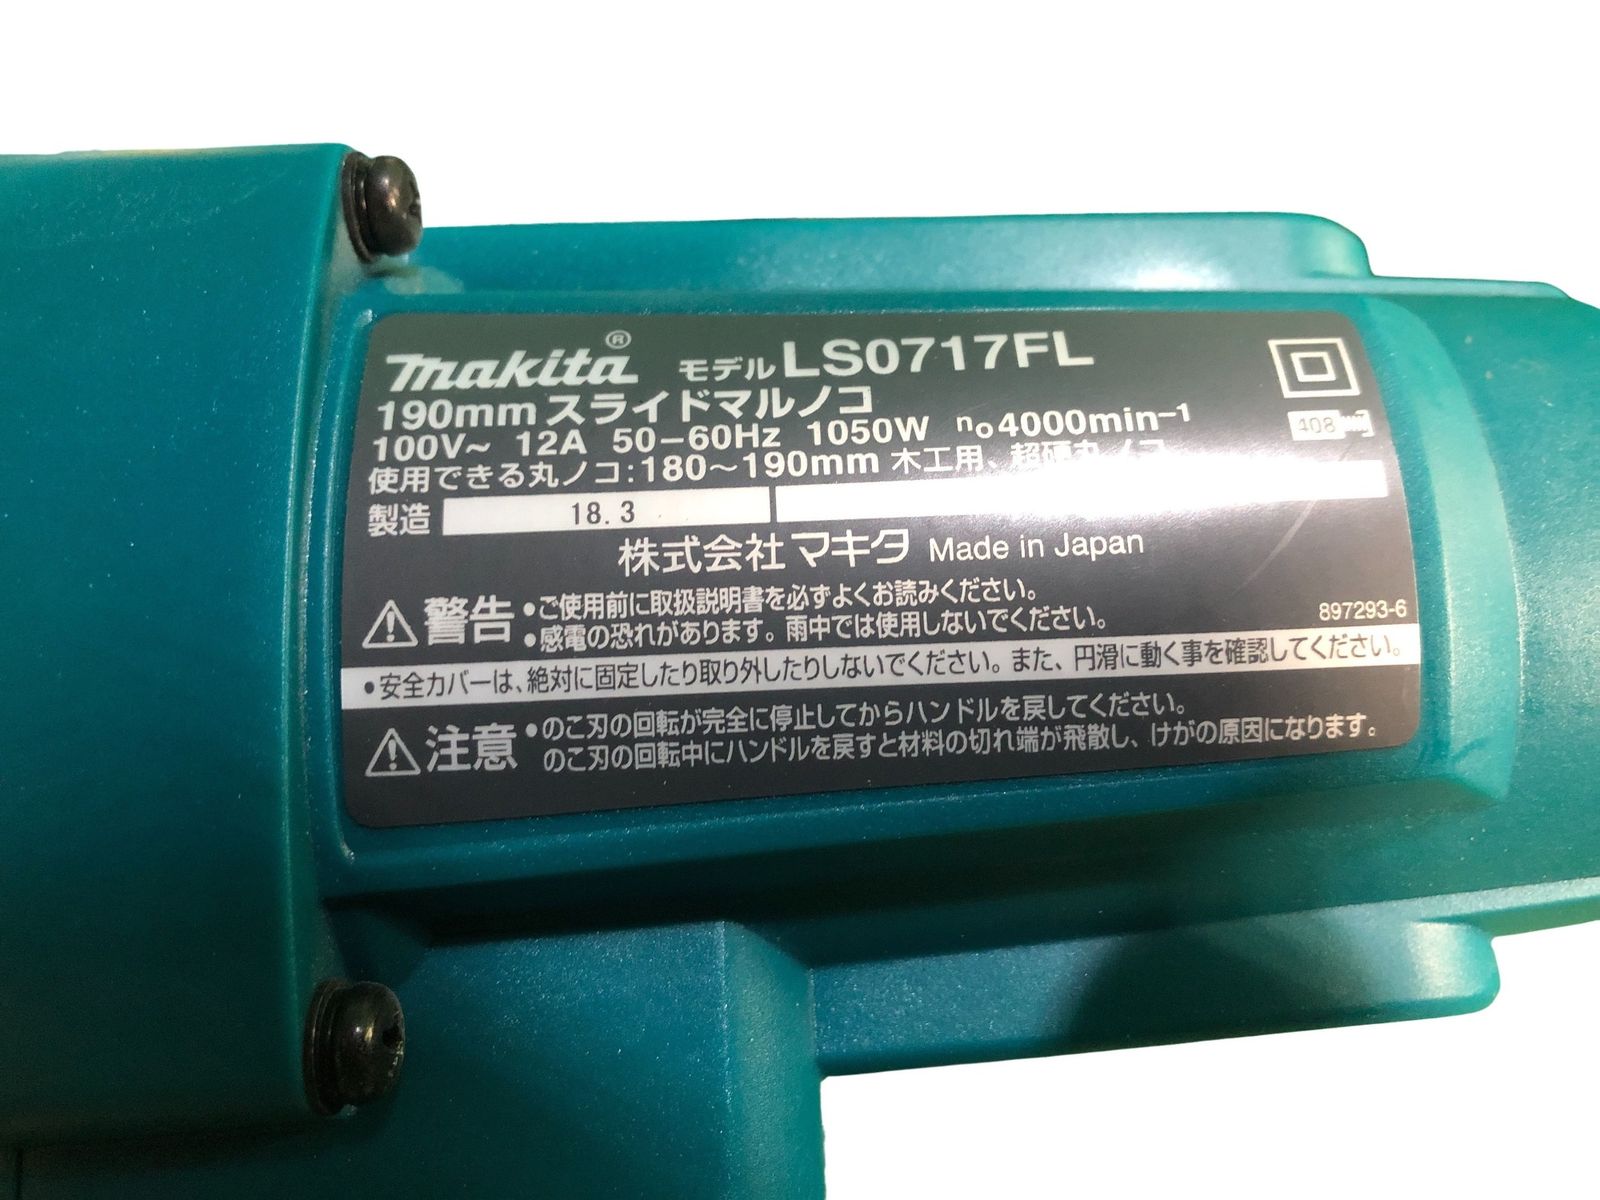 makita® モデル LS0717FL
190mm スライドマルノコ
100V～ 12A 50－60Hz 1050W n₀4000min⁻¹
408
使用できる丸ノコ:180～190mm 木工用、超硬丸ノコ
製造 18.3
株式会社 マキタ Made in Japan
警告 •ご使用前に取扱説明書を必ずよくお読みください。
•感電の恐れがあります。雨中では使用しないでください。
897293-6
•安全カバーは、絶対に固定したり取り外したりしないでください。また、円滑に動く事を確認してください。
注意 •のこ刃の回転が完全に停止してからハンドルを戻してください。
のこ刃の回転中にハンドルを戻すと材料の切れ端が飛散し、けがの原因になります。